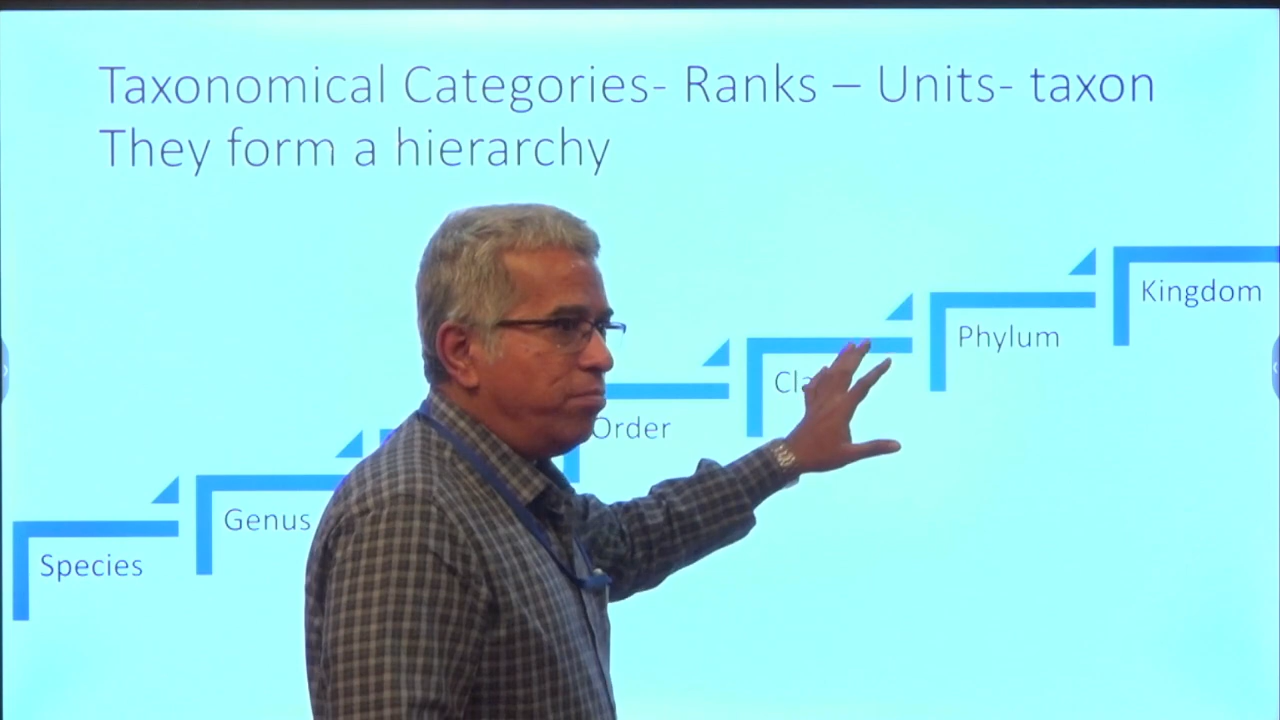 Taxonomical Categories- Ranks – Units- taxon
They form a hierarchy
Kingdom
Phylum
Order
Genus
Species